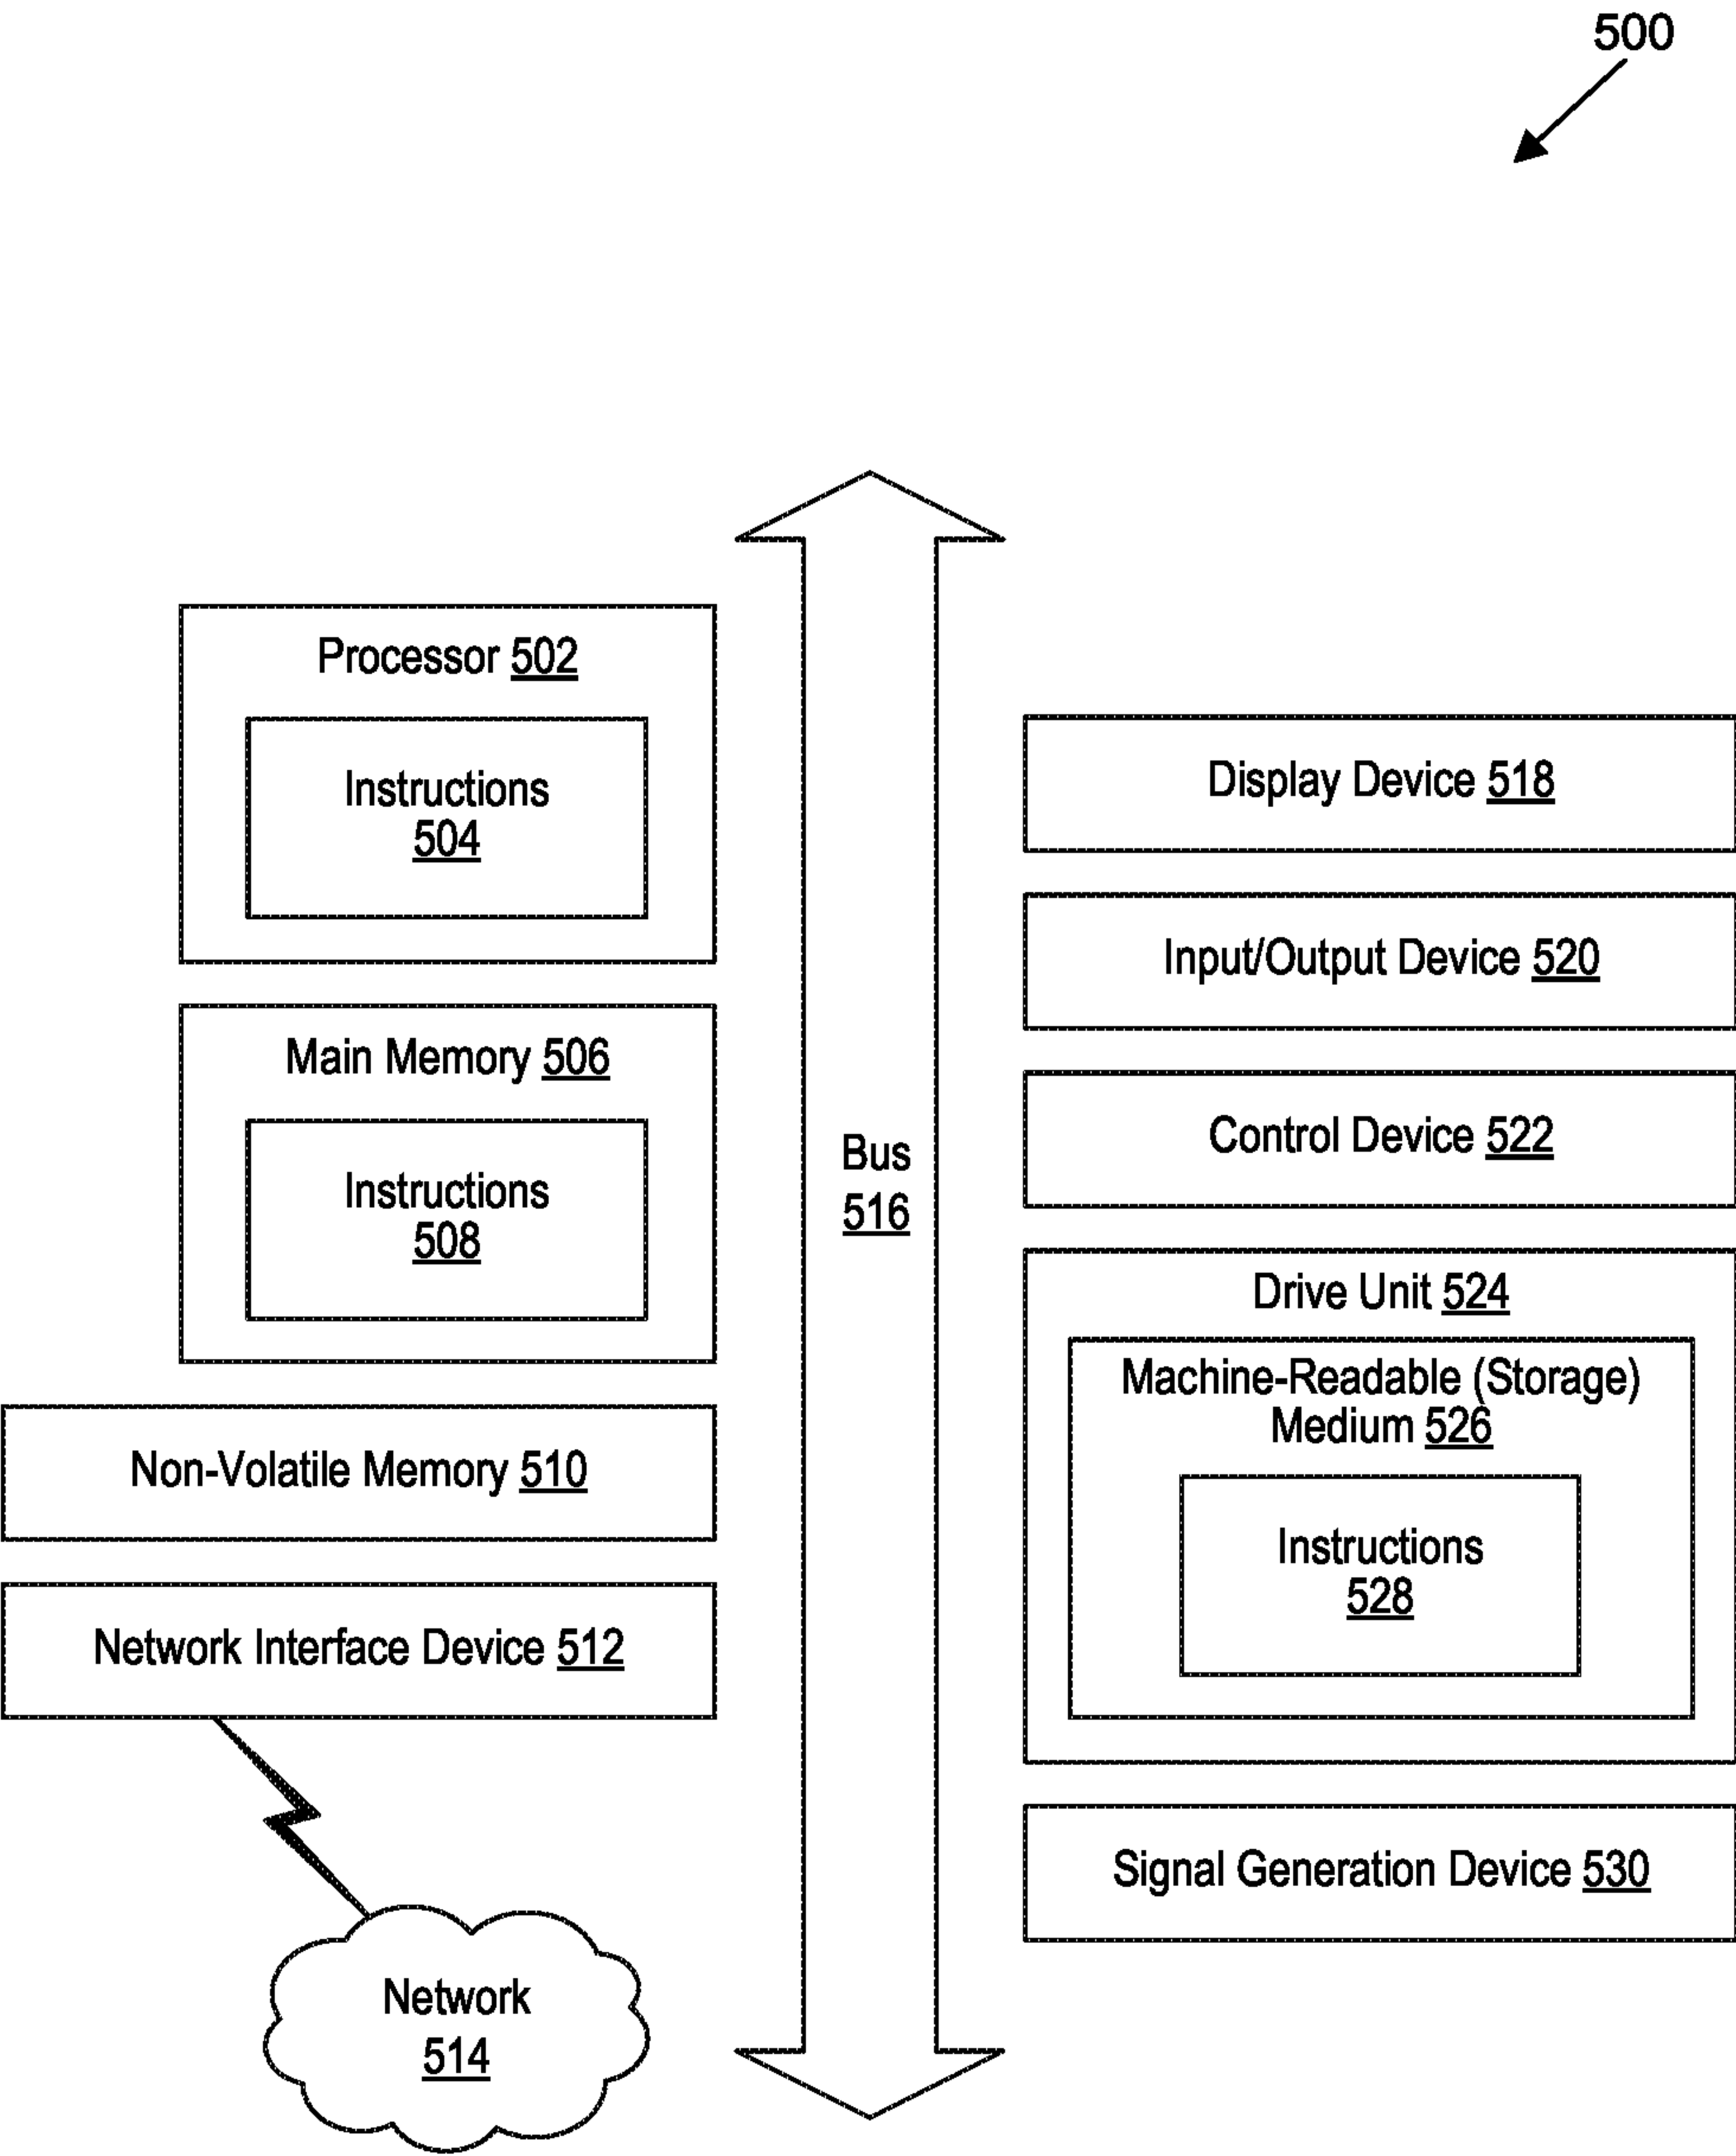 500
Processor 502
Instructions
504
Main Memory 506
Instructions
508
Non-Volatile Memory 510
Network Interface Device 512
Network
514
Bus
516
Display Device 518
Input/Output Device 520
Control Device 522
Drive Unit 524
Machine-Readable (Storage)
Medium 526
Instructions
528
Signal Generation Device 530